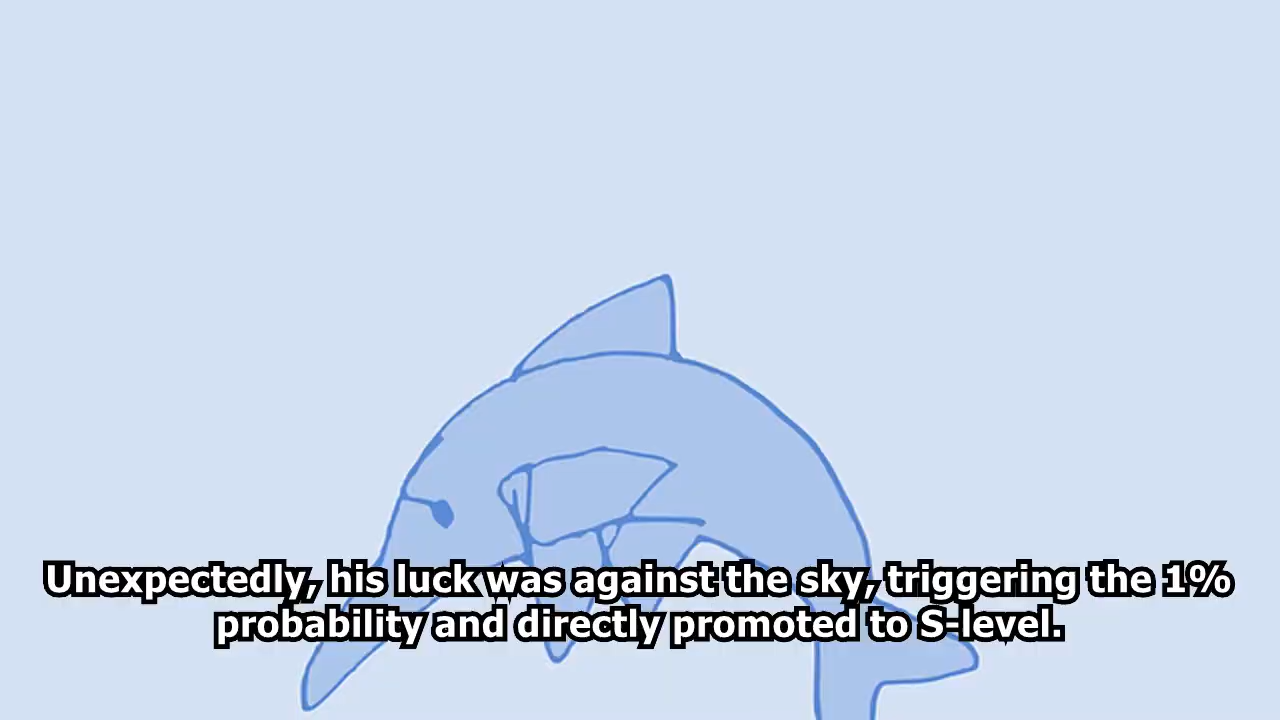 Unexpectedly, his luck was against the sky, triggering the 1%
probability and directly promoted to S-level.